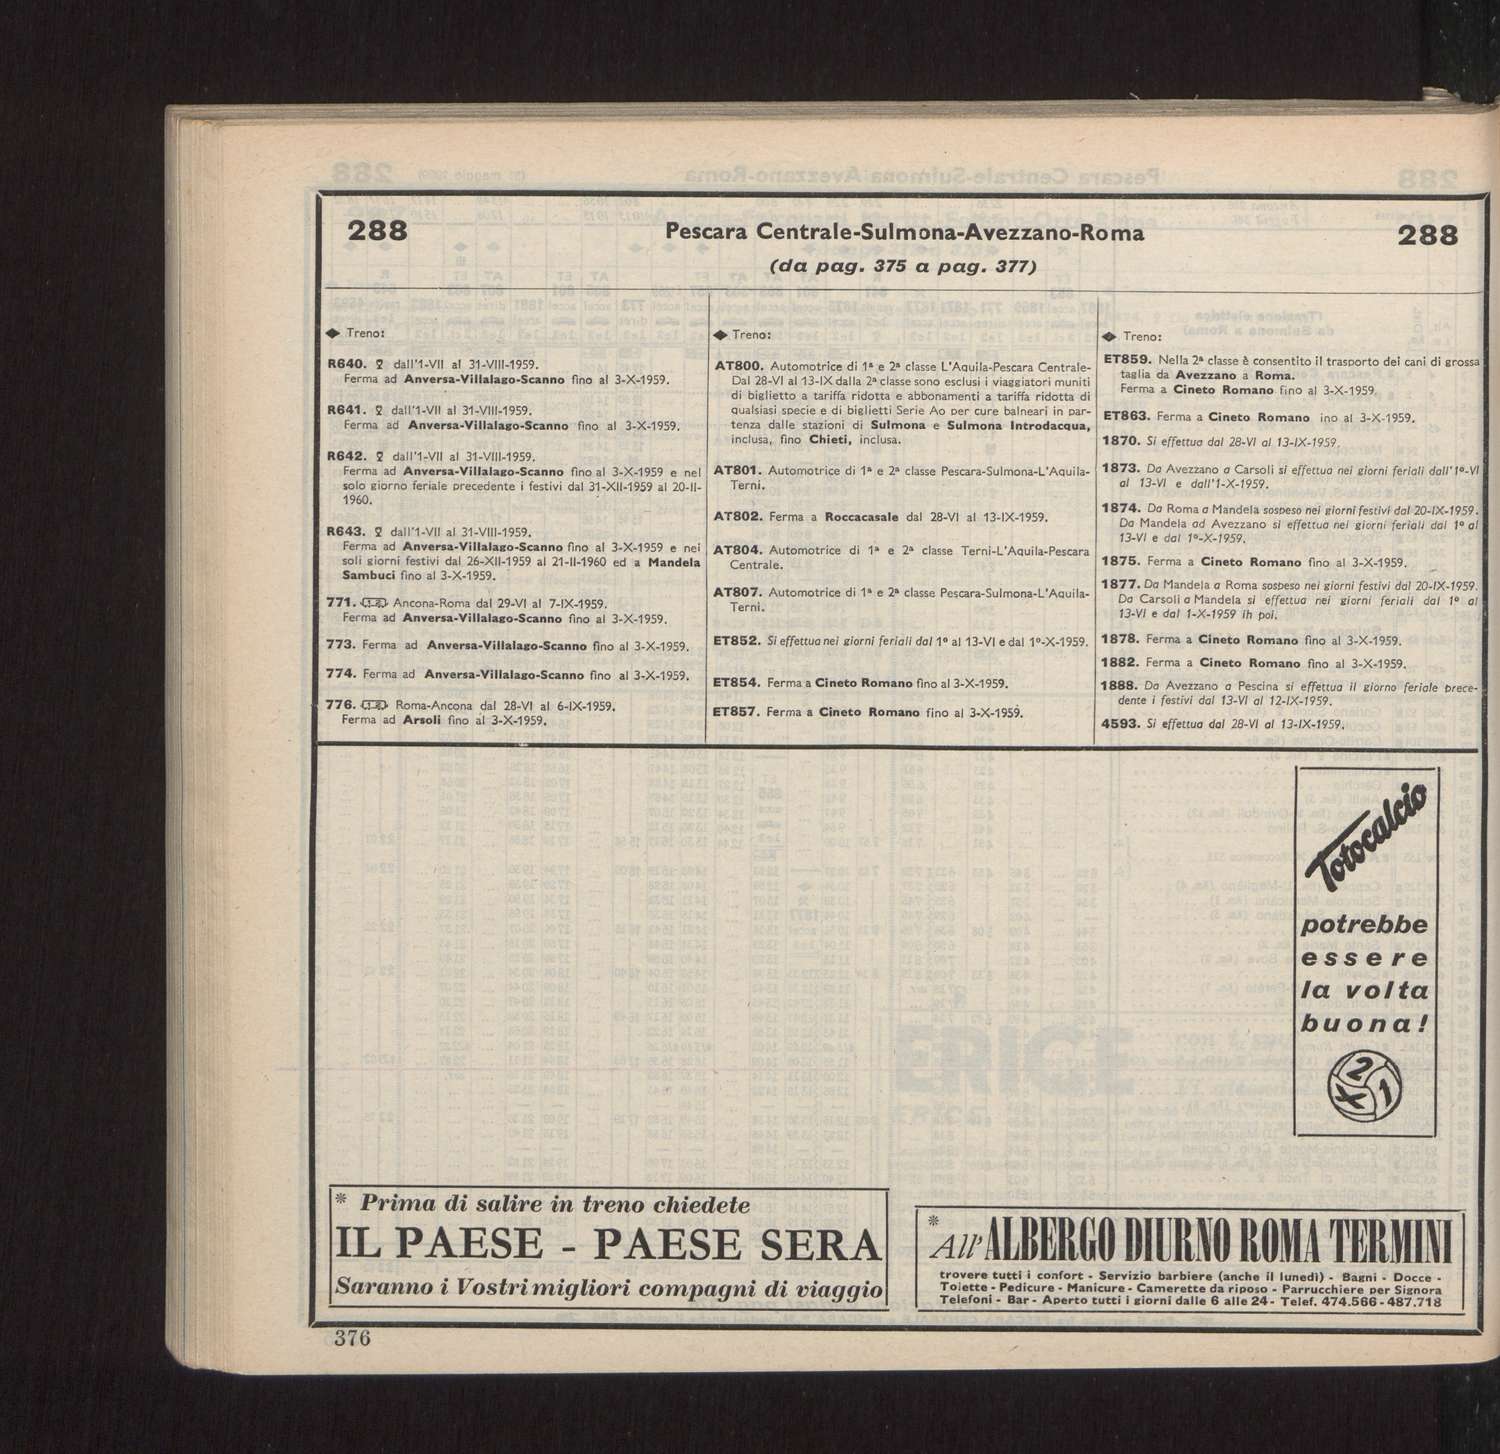 288
Pescara Centrale-Sulmona-Avezzano-Roma
288
(da pag. 375 a pag. 377)
◆ Treno:
R640. dall'1-VII al 31-VIII-1959.
Ferma ad Anversa-Villalago-Scanno fino al 3-X-1959.
R641. dall'1-VII al 31-VIII-1959.
Ferma ad Anversa-Villalago-Scanno fino al 3-X-1959.
R642. dall'1-VII al 31-VIII-1959.
Ferma ad Anversa-Villalago-Scanno fino al 3-X-1959 e nel
solo giorno feriale precedente i festivi dal 31-XII-1959 al 20-II-
1960.
R643. dall'1-VII al 31-VIII-1959.
Ferma ad Anversa-Villalago-Scanno fino al 3-X-1959 e nei
soli giorni festivi dal 26-XII-1959 al 21-II-1960 ed a Mandela
Sambuci fino al 3-X-1959.
771. Ancona-Roma dal 29-VI al 7-IX-1959.
Ferma ad Anversa-Villalago-Scanno fino al 3-X-1959.
773. Ferma ad Anversa-Villalago-Scanno fino al 3-X-1959.
774. Ferma ad Anversa-Villalago-Scanno fino al 3-X-1959.
776. Roma-Ancona dal 28-VI al 6-IX-1959.
Ferma ad Arsoli fino al 3-X-1959.
◆ Treno:
AT800. Automotrice di 1ª e 2ª classe L'Aquila-Pescara Centrale-
Dal 28-VI al 13-IX dalla 2ª classe sono esclusi i viaggiatori muniti
di biglietto a tariffa ridotta e abbonamenti a tariffa ridotta di
qualsiasi specie e di biglietti Serie Ao per cure balneari in par-
tenza dalle stazioni di Sulmona e Sulmona Introdacqua,
inclusa, fino Chieti, inclusa.
AT801. Automotrice di 1ª e 2ª classe Pescara-Sulmona-L'Aquila-
Terni.
AT802. Ferma a Roccacasale dal 28-VI al 13-IX-1959.
AT804. Automotrice di 1ª e 2ª classe Terni-L'Aquila-Pescara
Centrale.
AT807. Automotrice di 1ª e 2ª classe Pescara-Sulmona-L'Aquila-
Terni.
ET852. Si effettua nei giorni feriali dal 1º al 13-VI e dal 1º-X-1959.
ET854. Ferma a Cineto Romano fino al 3-X-1959.
ET857. Ferma a Cineto Romano fino al 3-X-1959.
◆ Treno:
ET859. Nella 2ª classe è consentito il trasporto dei cani di grossa
taglia da Avezzano a Roma.
Ferma a Cineto Romano fino al 3-X-1959.
ET863. Ferma a Cineto Romano ino al 3-X-1959.
1870. Si effettua dal 28-VI al 13-IX-1959.
1873. Da Avezzano a Carsoli si effettua nei giorni feriali dall'1º-VI
al 13-VI e dall'1-X-1959.
1874. Da Roma a Mandela sospeso nei giorni festivi dal 20-IX-1959.
Da Mandela ad Avezzano si effettua nei giorni feriali dal 1º al
13-VI e dal 1º-X-1959.
1875. Ferma a Cineto Romano fino al 3-X-1959.
1877. Da Mandela a Roma sospeso nei giorni festivi dal 20-IX-1959.
Da Carsoli a Mandela si effettua nei giorni feriali dal 1º al
13-VI e dal 1-X-1959 ih poi.
1878. Ferma a Cineto Romano fino al 3-X-1959.
1882. Ferma a Cineto Romano fino al 3-X-1959.
1888. Da Avezzano a Pescina si effettua il giorno feriale prece-
dente i festivi dal 13-VI al 12-IX-1959.
4593. Si effettua dal 28-VI al 13-IX-1959.
Totocalcio
potrebbe
essere
la volta
buona!
2
X 1
* Prima di salire in treno chiedete
IL PAESE - PAESE SERA
Saranno i Vostri migliori compagni di viaggio
* All' ALBERGO DIURNO ROMA TERMINI
trovere tutti i confort - Servizio barbiere (anche il lunedì) - Bagni - Docce -
Toiette - Pedicure - Manicure - Camerette da riposo - Parrucchiere per Signora
Telefoni - Bar - Aperto tutti i giorni dalle 6 alle 24 - Telef. 474.566 - 487.718
376